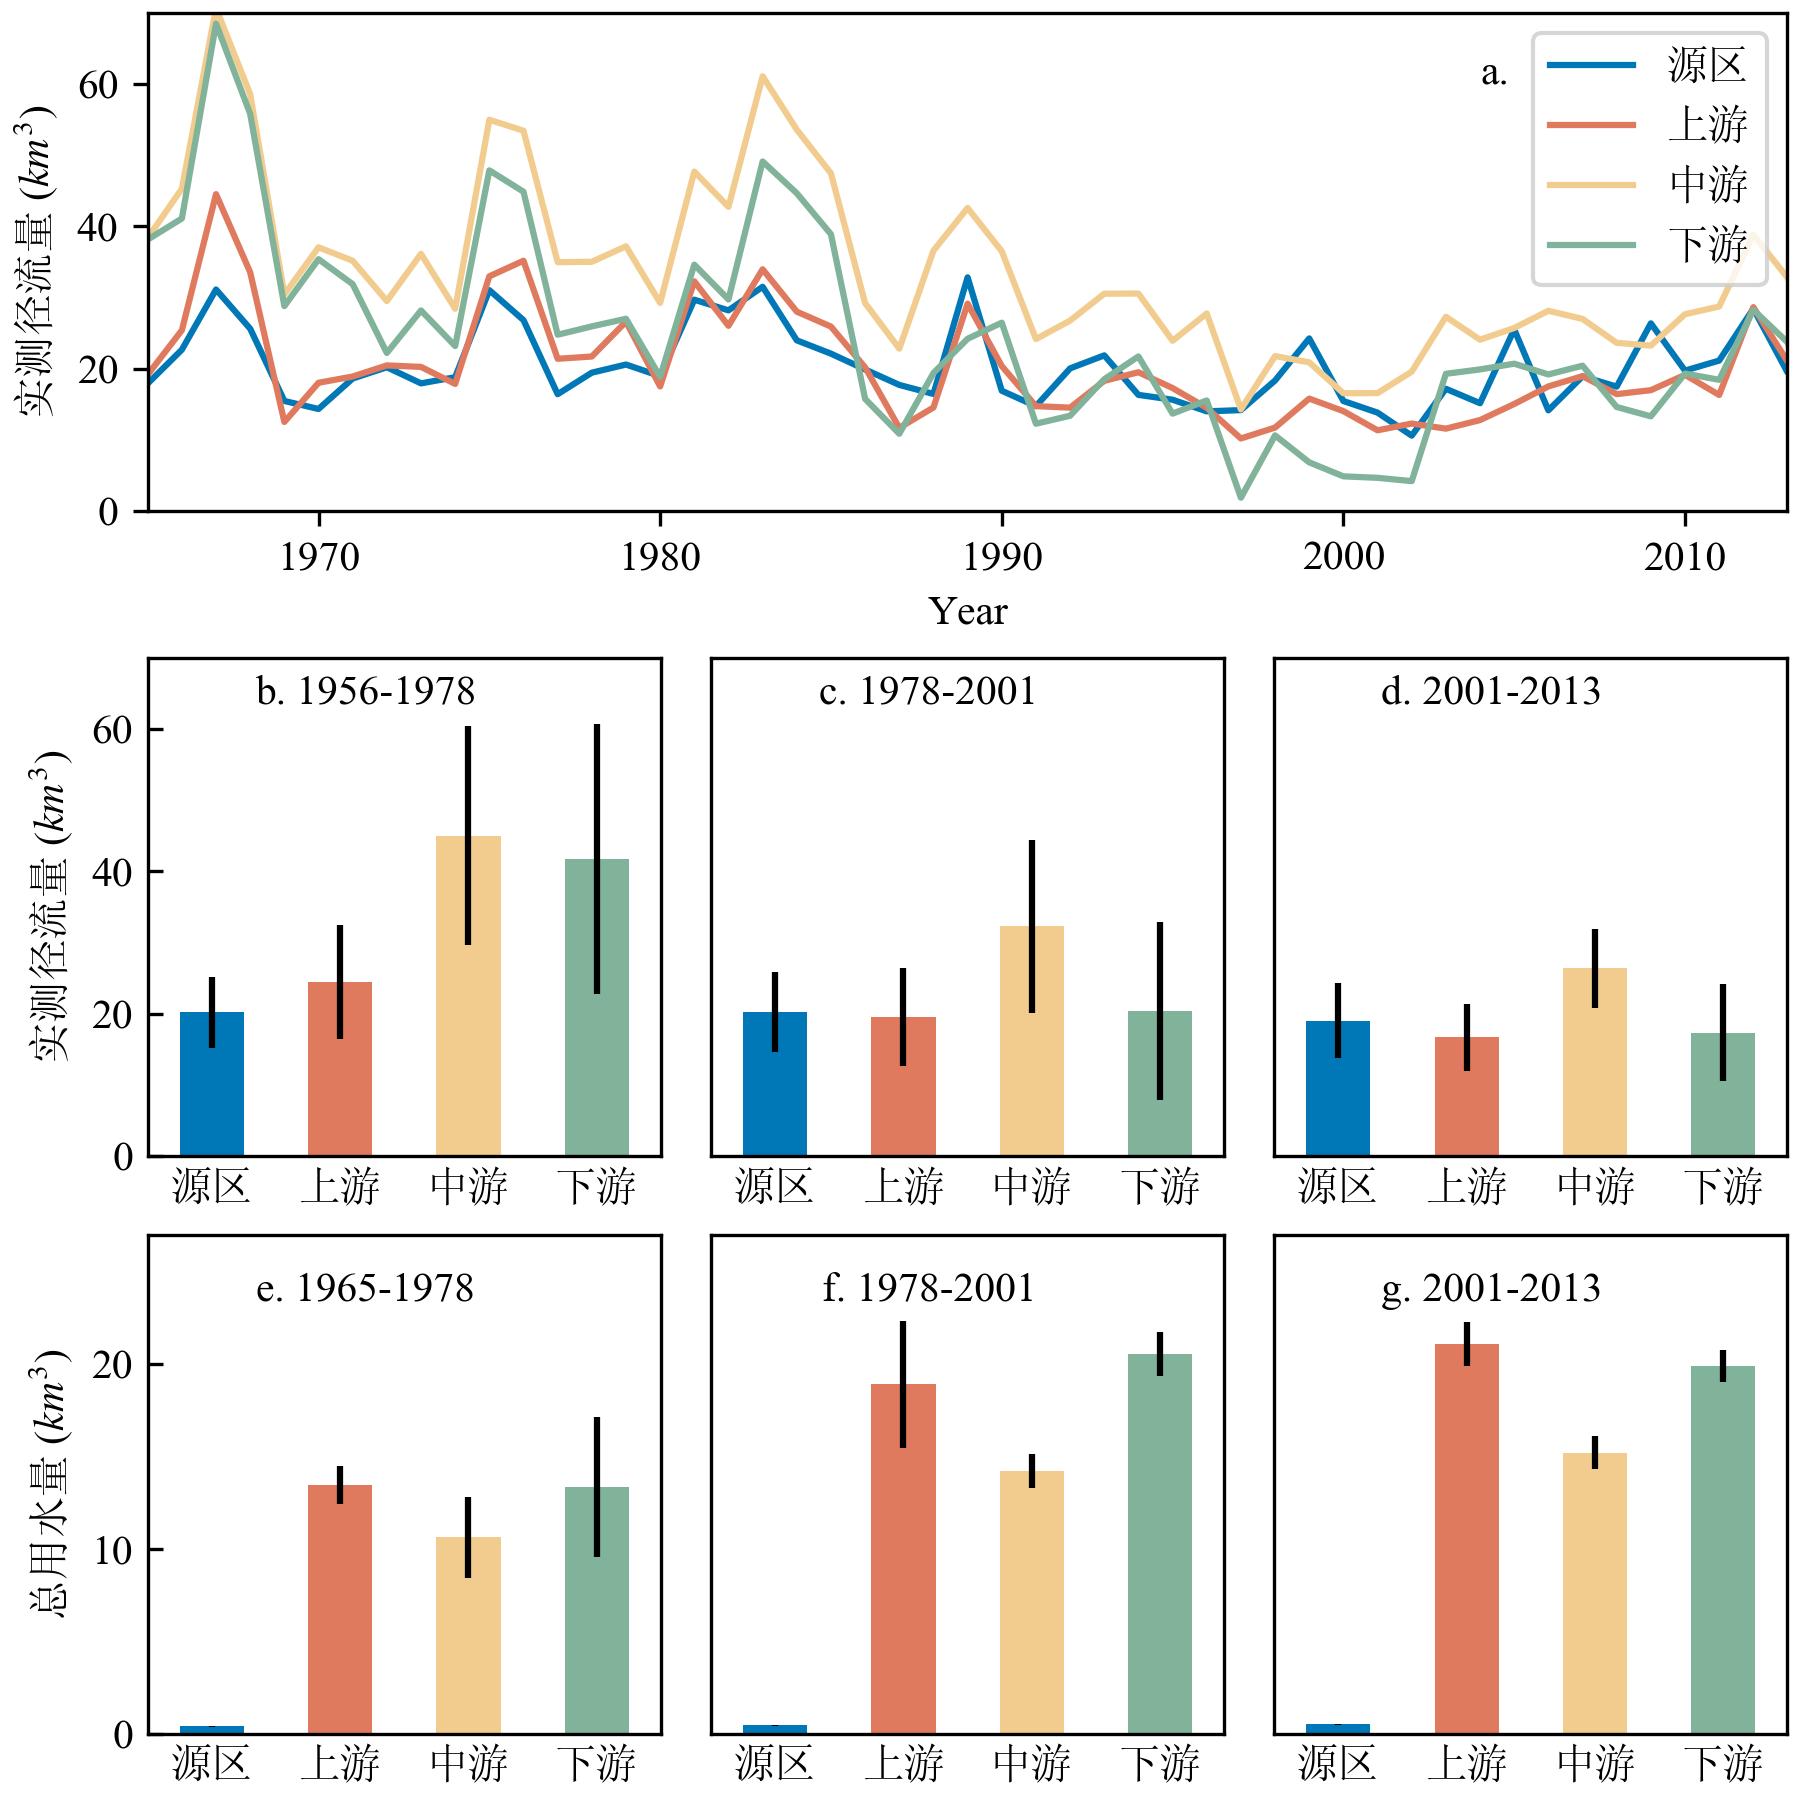 实测径流量 (km³)
60
40
20
0
a.
源区
上游
中游
下游
1970 1980 1990 2000 2010
Year
实测径流量 (km³)
60
40
20
0
b. 1956-1978
c. 1978-2001
d. 2001-2013
源区 上游 中游 下游
源区 上游 中游 下游
源区 上游 中游 下游
总用水量 (km³)
20
10
0
e. 1965-1978
f. 1978-2001
g. 2001-2013
源区 上游 中游 下游
源区 上游 中游 下游
源区 上游 中游 下游